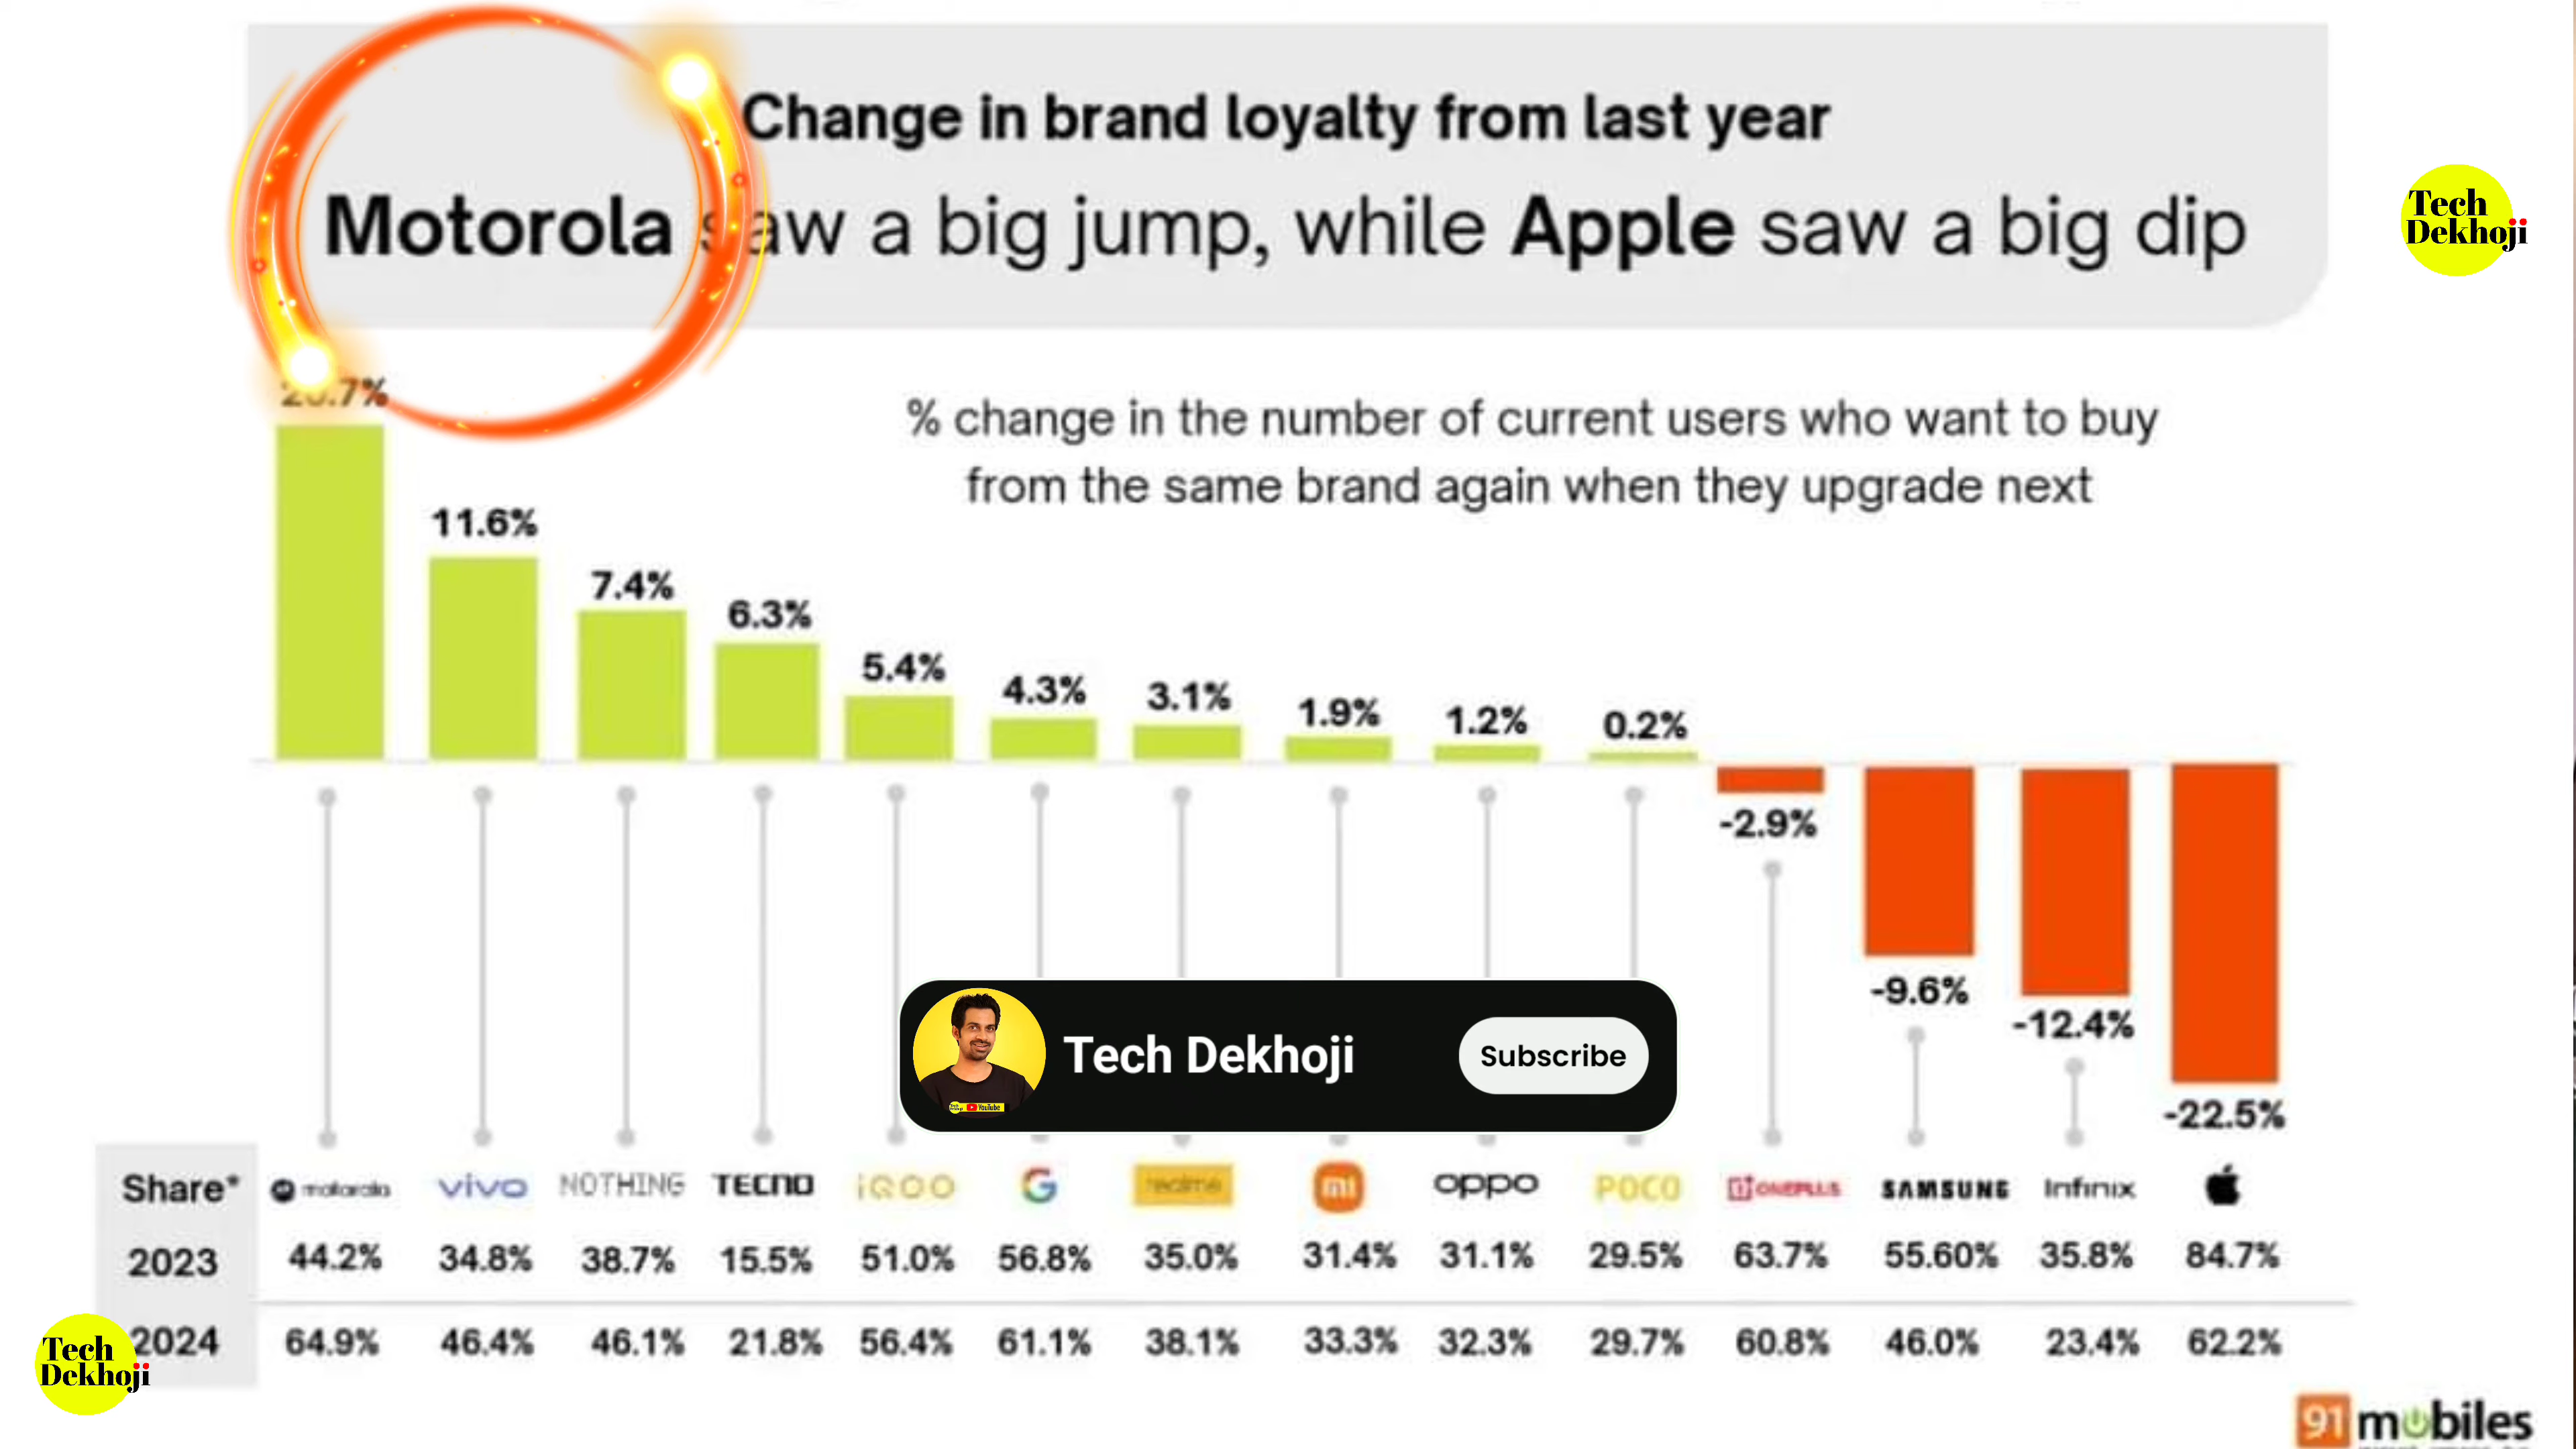 Change in brand loyalty from last year
Motorola saw a big jump, while Apple saw a big dip
Tech
Dekhoji
% change in the number of current users who want to buy
from the same brand again when they upgrade next
11.6%
7.4%
6.3%
5.4%
4.3%
3.1%
1.9%
1.2%
0.2%
-2.9%
-9.6%
-12.4%
-22.5%
Tech Dekhoji Subscribe
Share* motorola vivo NOTHING TECNO iQOO G realme mi oppo POCO ONEPLUS SAMSUNG Infinix
2023 44.2% 34.8% 38.7% 15.5% 51.0% 56.8% 35.0% 31.4% 31.1% 29.5% 63.7% 55.60% 35.8% 84.7%
2024 64.9% 46.4% 46.1% 21.8% 56.4% 61.1% 38.1% 33.3% 32.3% 29.7% 60.8% 46.0% 23.4% 62.2%
Tech
Dekhoji
91mobiles